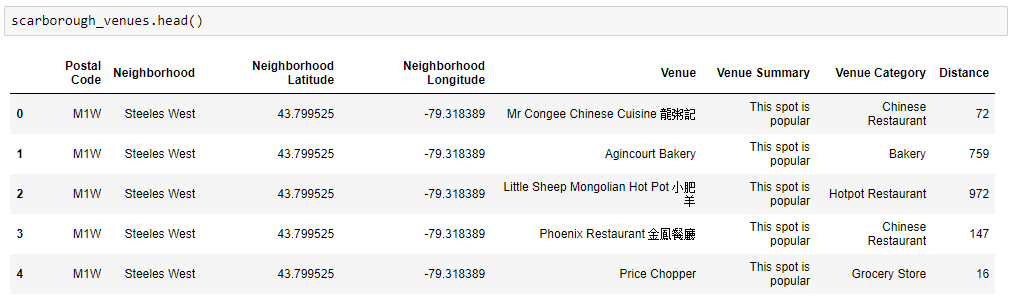 scarborough_venues.head()
Postal Code Neighborhood Neighborhood Latitude Neighborhood Longitude Venue Venue Summary Venue Category Distance
0 M1W Steeles West 43.799525 -79.318389 Mr Congee Chinese Cuisine 龍粥記 This spot is popular Chinese Restaurant 72
1 M1W Steeles West 43.799525 -79.318389 Agincourt Bakery This spot is popular Bakery 759
2 M1W Steeles West 43.799525 -79.318389 Little Sheep Mongolian Hot Pot 小肥羊 This spot is popular Hotpot Restaurant 972
3 M1W Steeles West 43.799525 -79.318389 Phoenix Restaurant 金鳳餐廳 This spot is popular Chinese Restaurant 147
4 M1W Steeles West 43.799525 -79.318389 Price Chopper This spot is popular Grocery Store 16